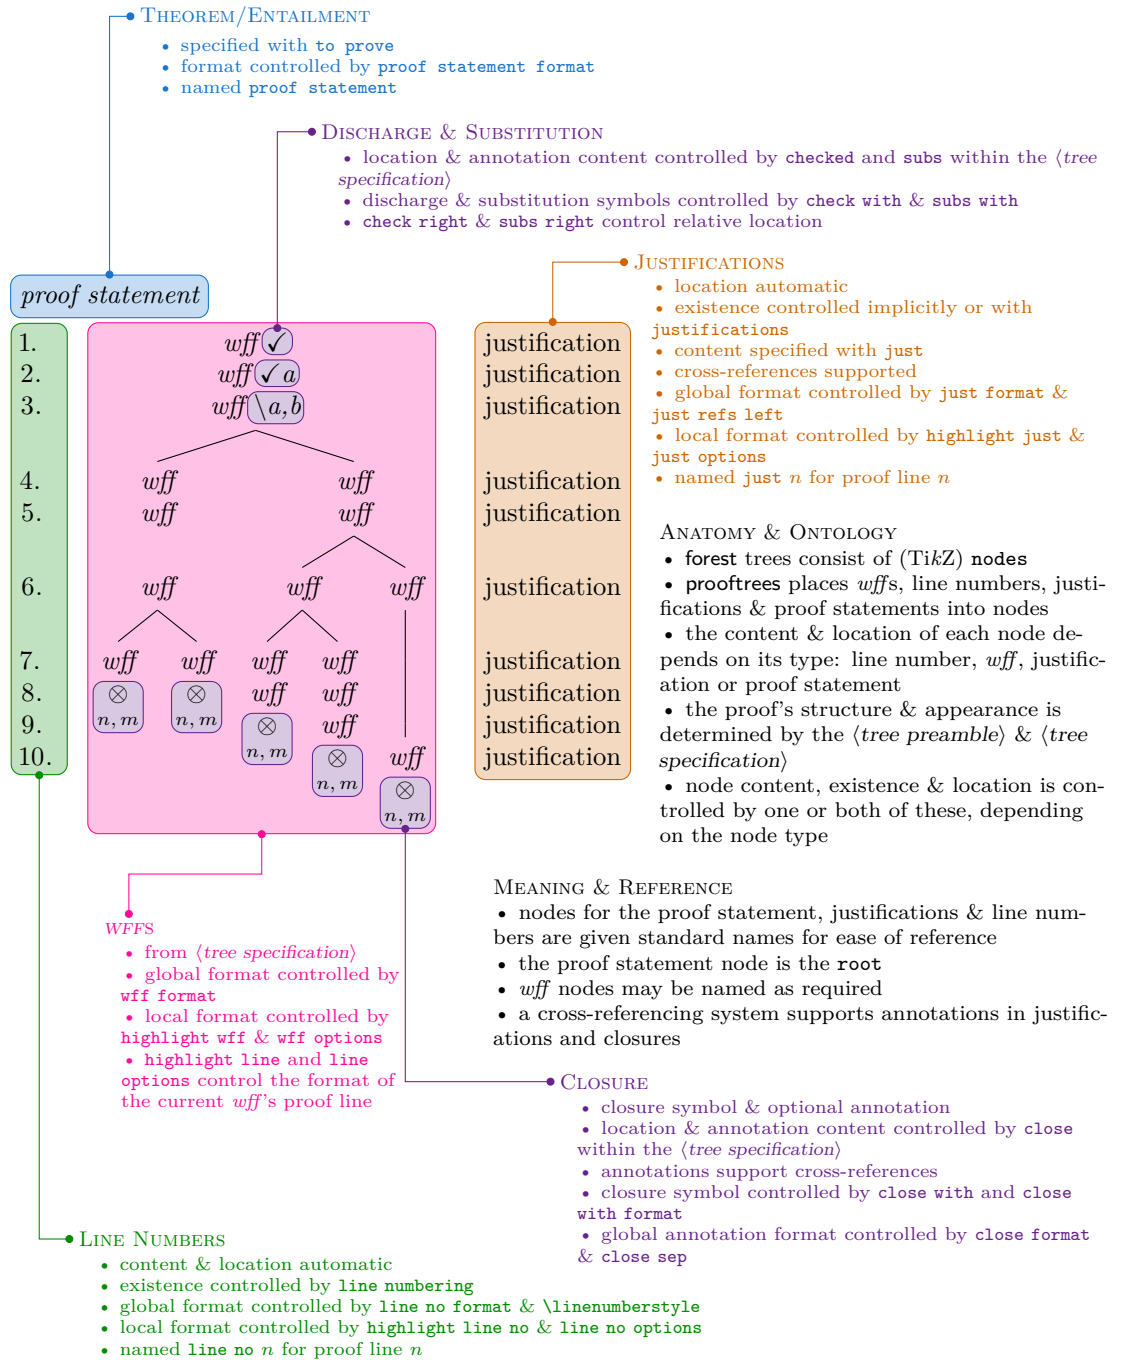 THEOREM/ENTAILMENT
• specified with to prove
• format controlled by proof statement format
• named proof statement
DISCHARGE & SUBSTITUTION
• location & annotation content controlled by checked and subs within the ⟨tree
specification⟩
• discharge & substitution symbols controlled by check with & subs with
• check right & subs right control relative location
JUSTIFICATIONS
• location automatic
• existence controlled implicitly or with
justifications
• content specified with just
• cross-references supported
• global format controlled by just format &
just refs left
• local format controlled by highlight just &
just options
• named just n for proof line n
proof statement
1. wff ✓ justification
2. wff ✓ a justification
3. wff \a,b justification
4. wff wff justification
5. wff wff justification
6. wff wff wff justification
7. wff wff wff wff justification
8. ⊗ ⊗ wff wff justification
n, m n, m
9. ⊗ wff justification
n, m
10. ⊗ wff justification
n, m
⊗
n, m
ANATOMY & ONTOLOGY
• forest trees consist of (TikZ) nodes
• prooftrees places wffs, line numbers, justi-
fications & proof statements into nodes
• the content & location of each node de-
pends on its type: line number, wff, justific-
ation or proof statement
• the proof's structure & appearance is
determined by the ⟨tree preamble⟩ & ⟨tree
specification⟩
• node content, existence & location is con-
trolled by one or both of these, depending
on the node type
MEANING & REFERENCE
• nodes for the proof statement, justifications & line num-
bers are given standard names for ease of reference
• the proof statement node is the root
• wff nodes may be named as required
• a cross-referencing system supports annotations in justific-
ations and closures
WFFS
• from ⟨tree specification⟩
• global format controlled by
wff format
• local format controlled by
highlight wff & wff options
• highlight line and line
options control the format of
the current wff's proof line
CLOSURE
• closure symbol & optional annotation
• location & annotation content controlled by close
within the ⟨tree specification⟩
• annotations support cross-references
• closure symbol controlled by close with and close
with format
• global annotation format controlled by close format
& close sep
LINE NUMBERS
• content & location automatic
• existence controlled by line numbering
• global format controlled by line no format & \linenumberstyle
• local format controlled by highlight line no & line no options
• named line no n for proof line n